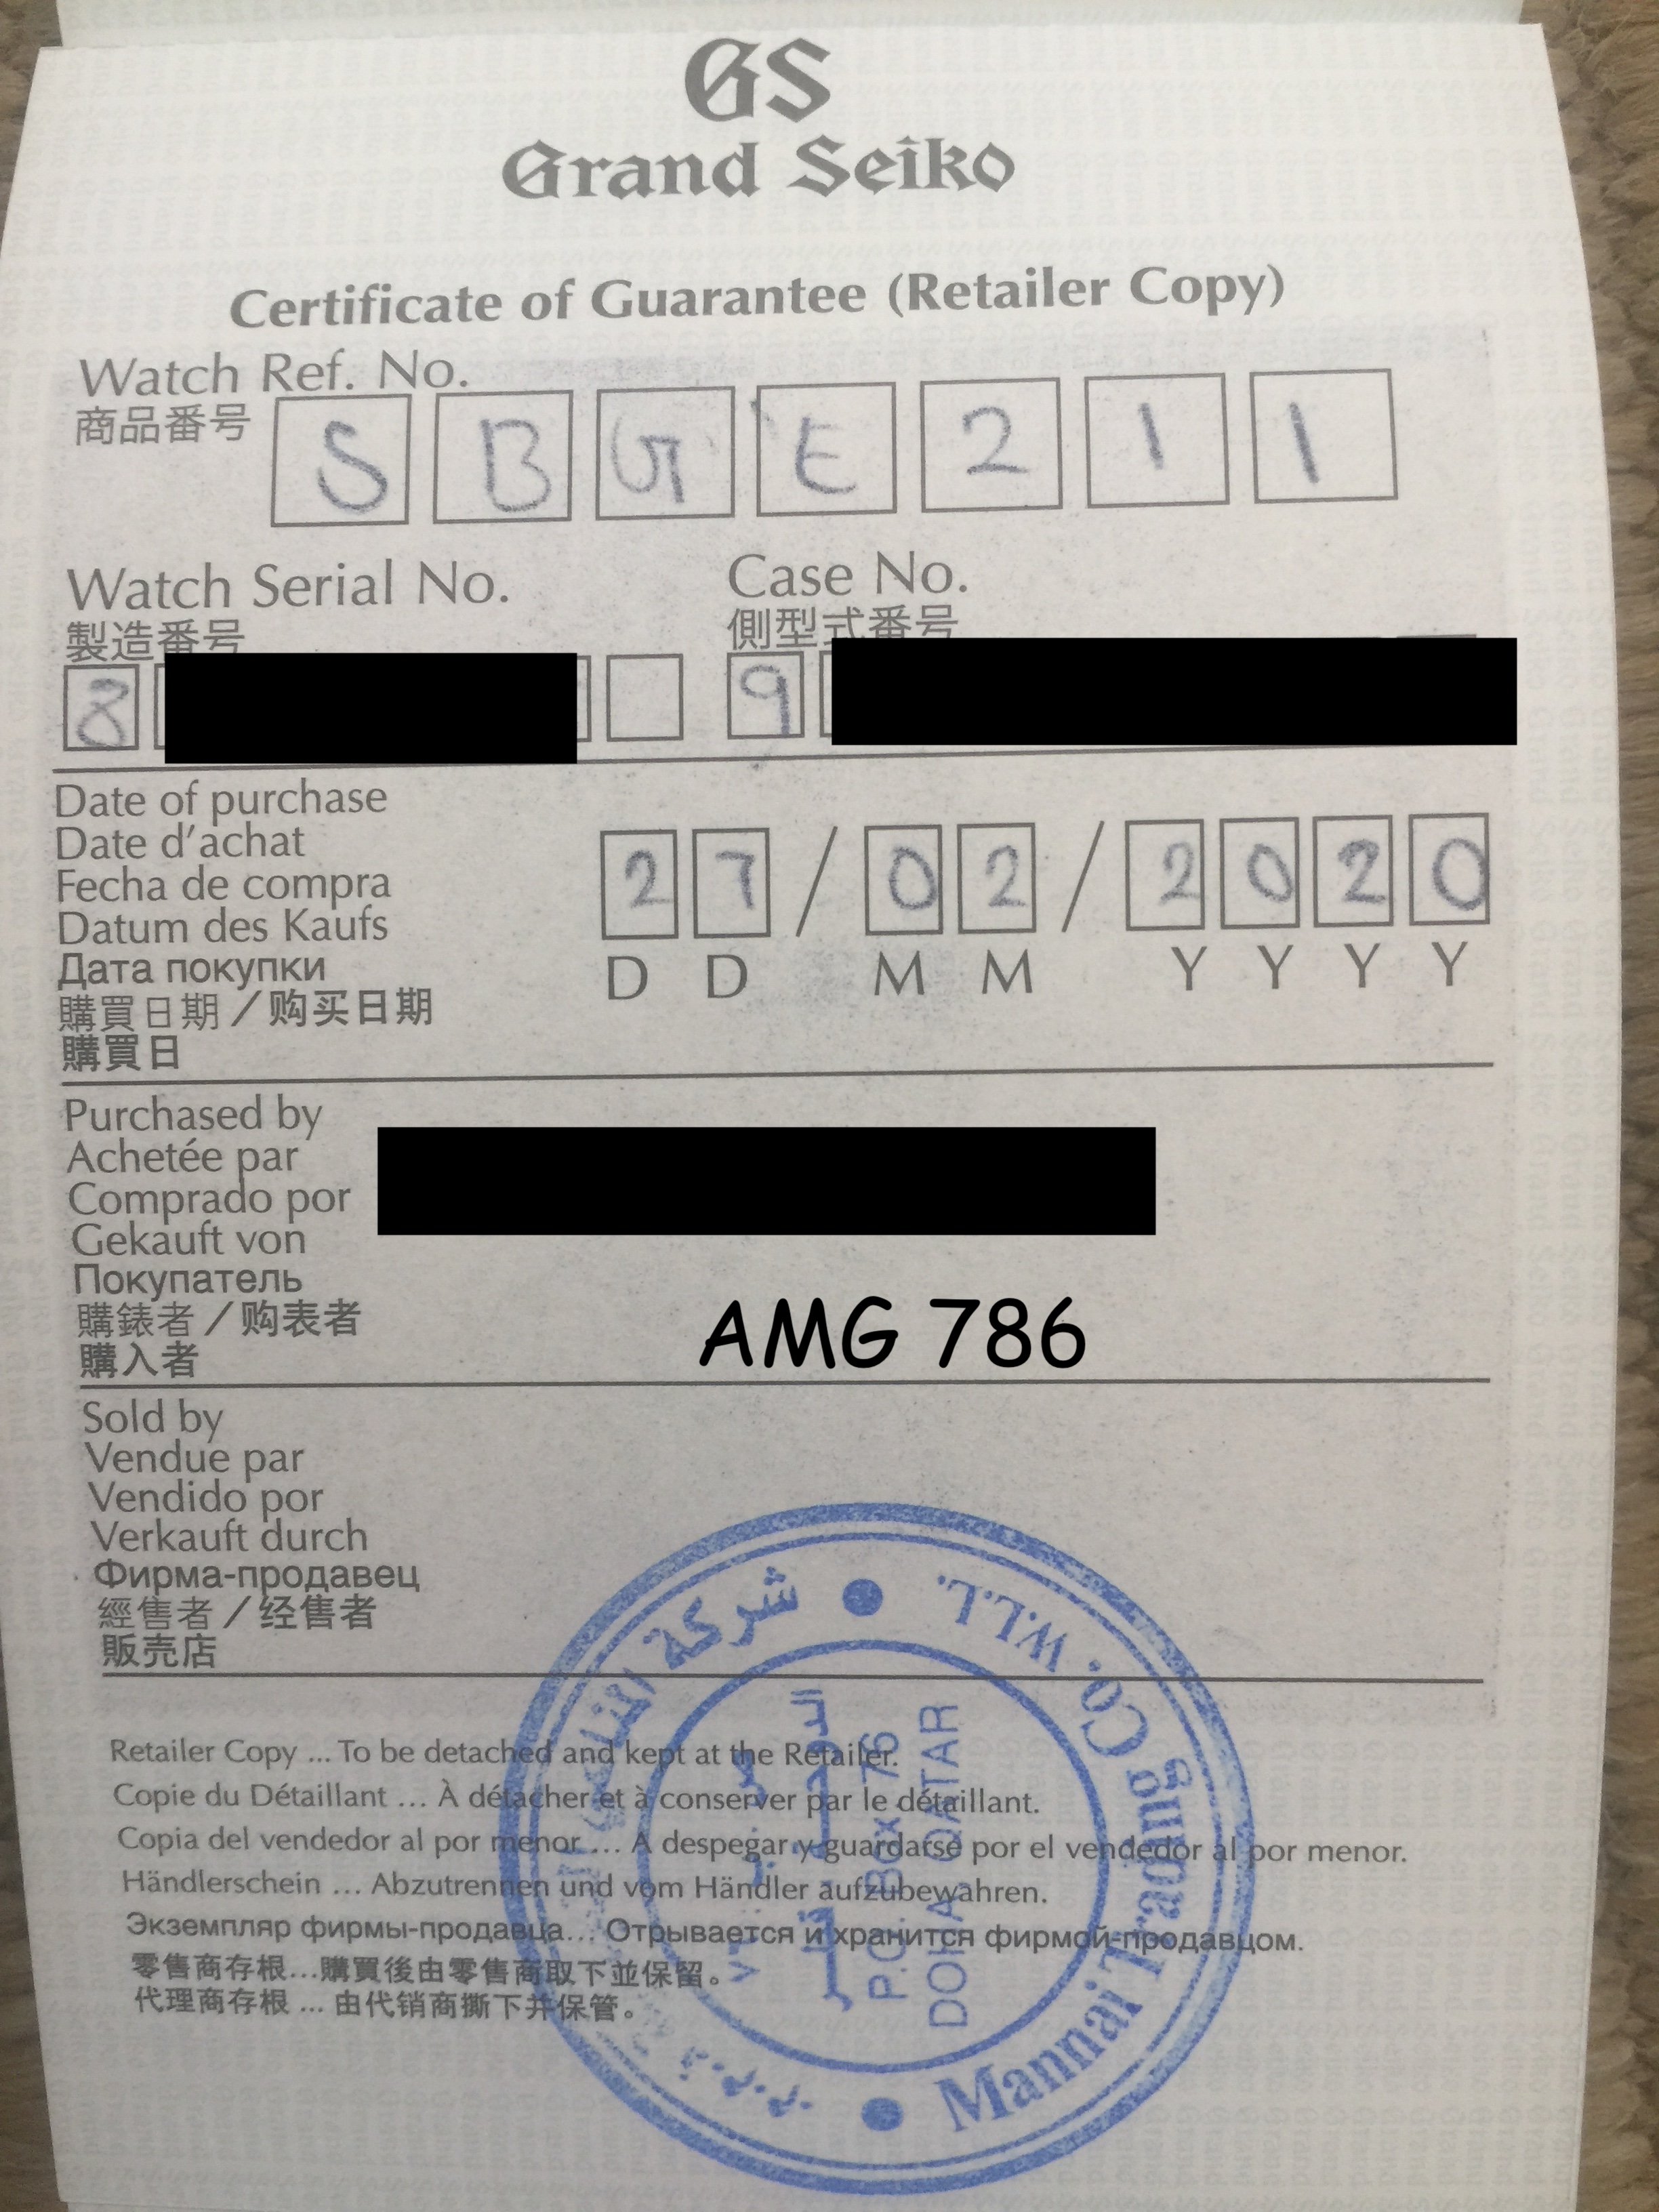 GS
Grand Seiko
Certificate of Guarantee (Retailer Copy)
Watch Ref. No.
商品番号
S B G E 2 1 1
Watch Serial No.
製造番号
8
Case No.
側型式番号
9
Date of purchase
Date d'achat
Fecha de compra
Datum des Kaufs
Дата покупки
購買日期／购买日期
購買日
27/02/2020
D D M M Y Y Y Y
Purchased by
Achetée par
Comprado por
Gekauft von
Покупатель
購錶者／购表者
購入者
AMG 786
Sold by
Vendue par
Vendido por
Verkauft durch
Фирма-продавец
經售者／经售者
販売店
Retailer Copy ... To be detached and kept at the Retailer.
Copie du Détaillant ... À détacher et à conserver par le détaillant.
Copia del vendedor al por menor ... A despegar y guardarse por el vendedor al por menor.
Händlerschein ... Abzutrennen und vom Händler aufzubewahren.
Экземпляр фирмы-продавца... Отрывается и хранится фирмой-продавцом.
零售商存根...購買後由零售商取下並保留。
代理商存根 ... 由代销商撕下并保管。
Mannai Trading Co. W.L.L.
شركة
ذ.م.م.
الدوحة - قطر
P.O. Box 76
DOHA, QATAR